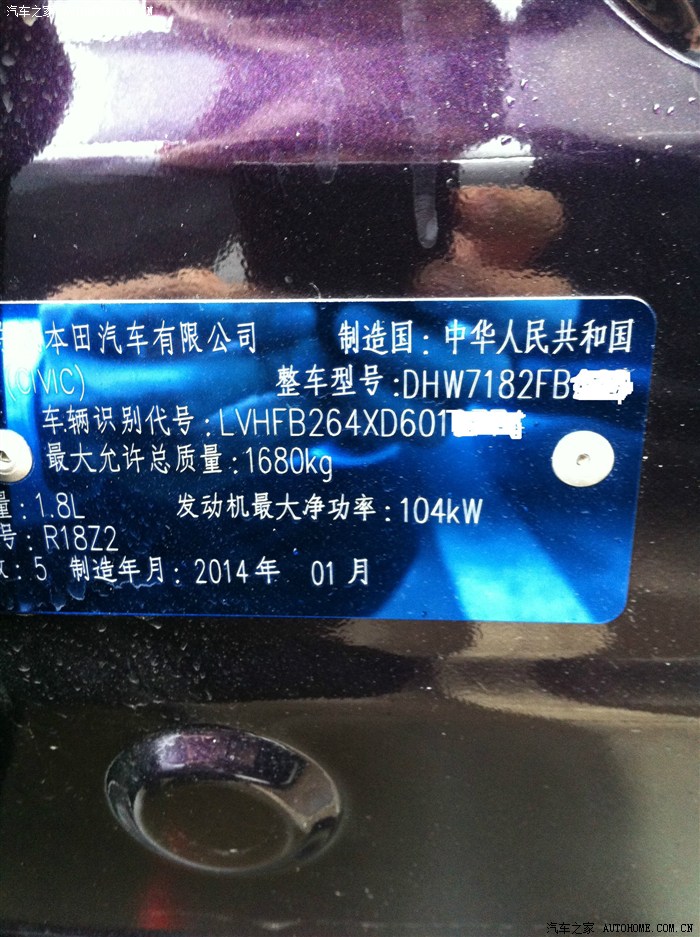 汽车之家
本田汽车有限公司 制造国：中华人民共和国
(CIVIC) 整车型号：DHW7182FB
车辆识别代号：LVHFB264XD601
最大允许总质量：1680kg
量：1.8L 发动机最大净功率：104kW
号：R18Z2
数：5 制造年月：2014年 01月
汽车之家 AUTOHOME.COM.CN